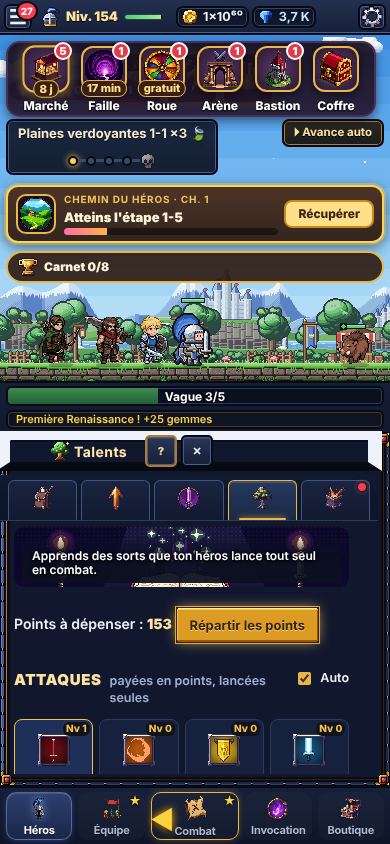 27
Niv. 154
1×10⁶⁰
3,7 K
5
1
1
1
1
8 j
17 min
gratuit
Marché
Faille
Roue
Arène
Bastion
Coffre
Plaines verdoyantes 1-1 ×3
Avance auto
CHEMIN DU HÉROS · CH. 1
Atteins l'étape 1-5
Récupérer
Carnet 0/8
Vague 3/5
Première Renaissance ! +25 gemmes
Talents
?
×
Apprends des sorts que ton héros lance tout seul
en combat.
Points à dépenser : 153
Répartir les points
ATTAQUES payées en points, lancées
seules
Auto
Nv 1
Nv 0
Nv 0
Nv 0
Héros
Équipe
Combat
Invocation
Boutique